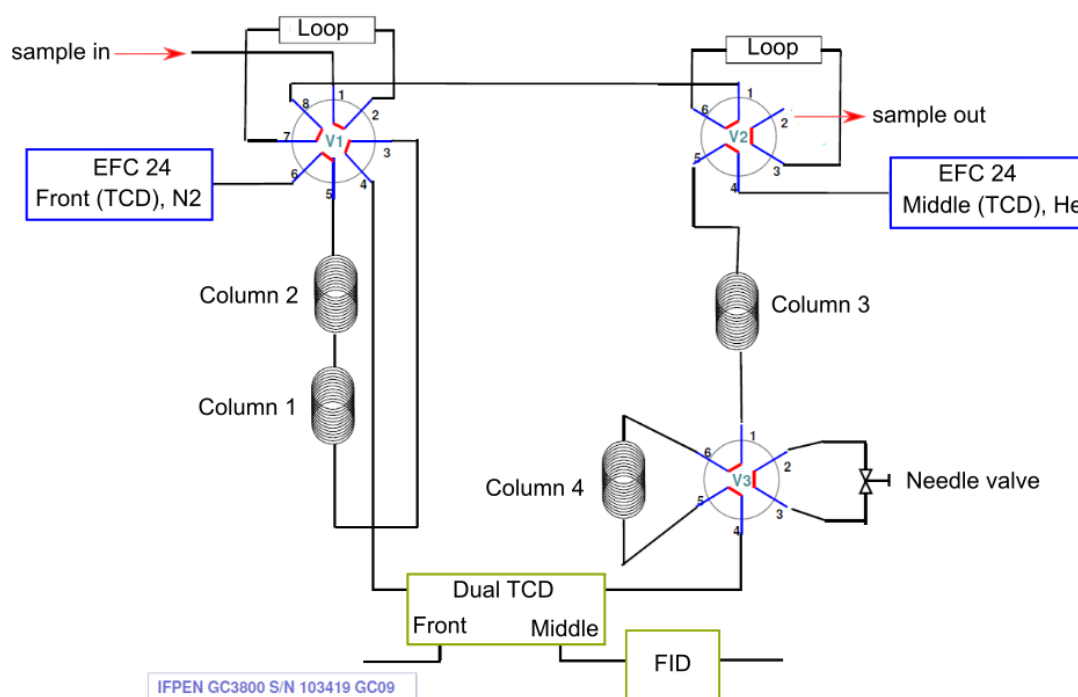 Loop
sample in
Loop
sample out
8
1
2
7
V1
3
6
5
4
6
1
2
V2
5
4
3
EFC 24
Front (TCD), N2
EFC 24
Middle (TCD), He
Column 2
Column 3
Column 1
6
1
2
V3
5
4
3
Column 4
Needle valve
Dual TCD
Front
Middle
FID
IFPEN GC3800 S/N 103419 GC09